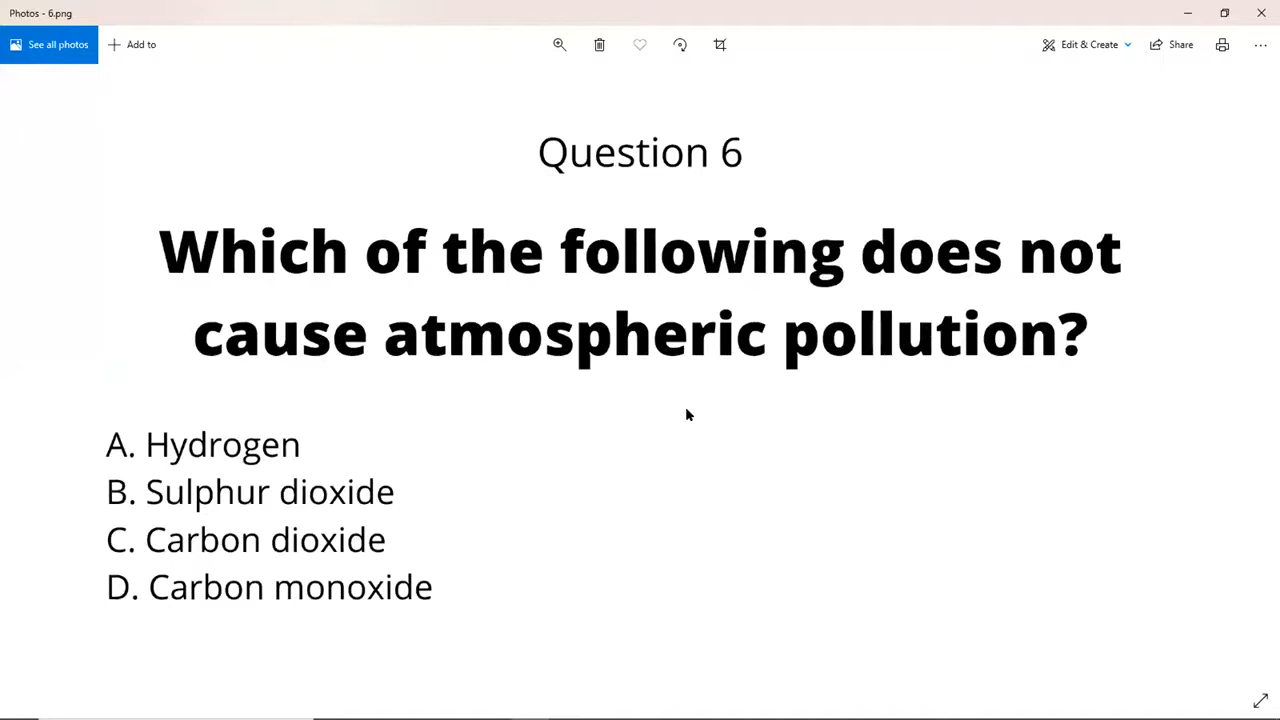 Photos - 6.png
See all photos
Add to
Edit & Create
Share
Question 6
Which of the following does not
cause atmospheric pollution?
A. Hydrogen
B. Sulphur dioxide
C. Carbon dioxide
D. Carbon monoxide